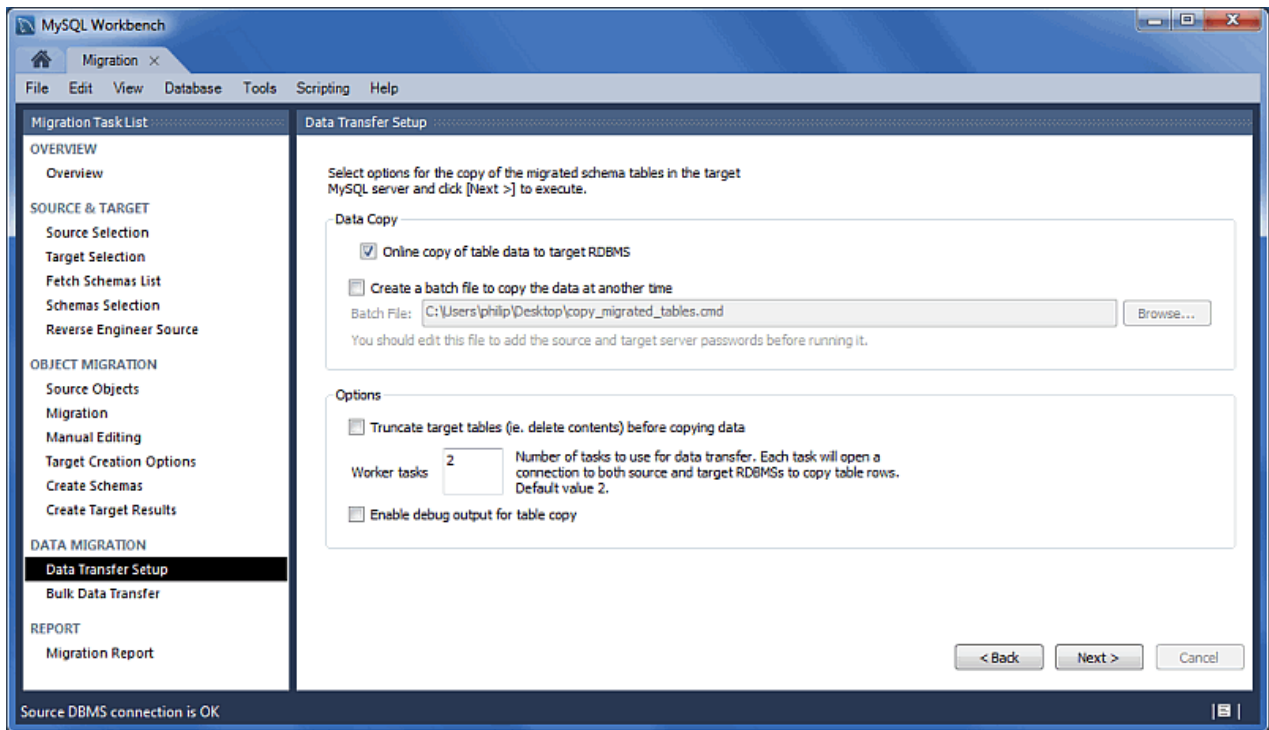 MySQL Workbench
Migration
File Edit View Database Tools Scripting Help
Migration Task List
OVERVIEW
Overview
SOURCE & TARGET
Source Selection
Target Selection
Fetch Schemas List
Schemas Selection
Reverse Engineer Source
OBJECT MIGRATION
Source Objects
Migration
Manual Editing
Target Creation Options
Create Schemas
Create Target Results
DATA MIGRATION
Data Transfer Setup
Bulk Data Transfer
REPORT
Migration Report
Data Transfer Setup
Select options for the copy of the migrated schema tables in the target
MySQL server and click [Next >] to execute.
Data Copy
Online copy of table data to target RDBMS
Create a batch file to copy the data at another time
Batch File: C:\Users\philip\Desktop\copy_migrated_tables.cmd Browse...
You should edit this file to add the source and target server passwords before running it.
Options
Truncate target tables (ie. delete contents) before copying data
Worker tasks 2 Number of tasks to use for data transfer. Each task will open a
connection to both source and target RDBMSs to copy table rows.
Default value 2.
Enable debug output for table copy
< Back Next > Cancel
Source DBMS connection is OK